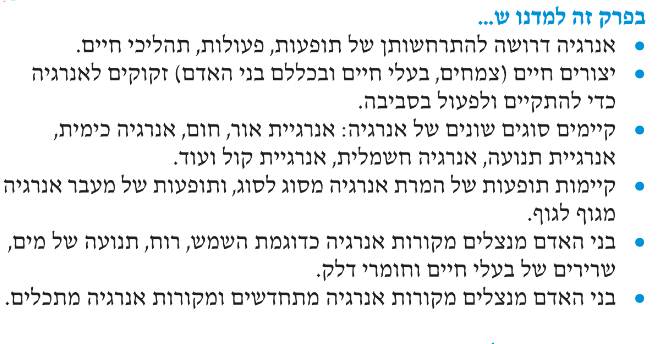 בפרק זה למדנו ש...
• אנרגיה דרושה להתרחשותן של תופעות, פעולות, תהליכי חיים.
• יצורים חיים (צמחים, בעלי חיים ובכללם בני האדם) זקוקים לאנרגיה
כדי להתקיים ולפעול בסביבה.
• קיימים סוגים שונים של אנרגיה: אנרגיית אור, חום, אנרגיה כימית,
אנרגיית תנועה, אנרגיה חשמלית, אנרגיית קול ועוד.
• קיימות תופעות של המרת אנרגיה מסוג לסוג, ותופעות של מעבר אנרגיה
מגוף לגוף.
• בני האדם מנצלים מקורות אנרגיה כדוגמת השמש, רוח, תנועה של מים,
שרירים של בעלי חיים וחומרי דלק.
• בני האדם מנצלים מקורות אנרגיה מתחדשים ומקורות אנרגיה מתכלים.